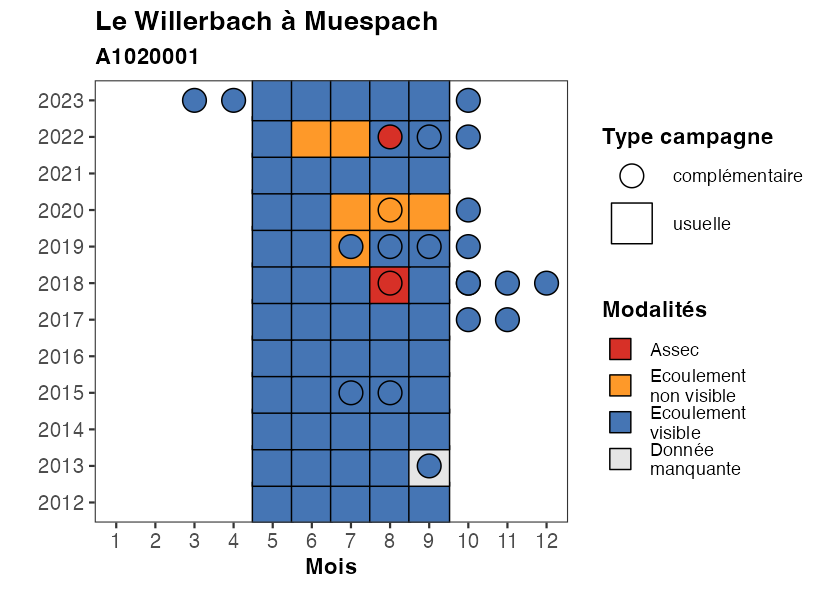 Le Willerbach à Muespach
A1020001
2023
2022
2021
2020
2019
2018
2017
2016
2015
2014
2013
2012
1 2 3 4 5 6 7 8 9 10 11 12
Mois
Type campagne
complémentaire
usuelle
Modalités
Assec
Ecoulement
non visible
Ecoulement
visible
Donnée
manquante